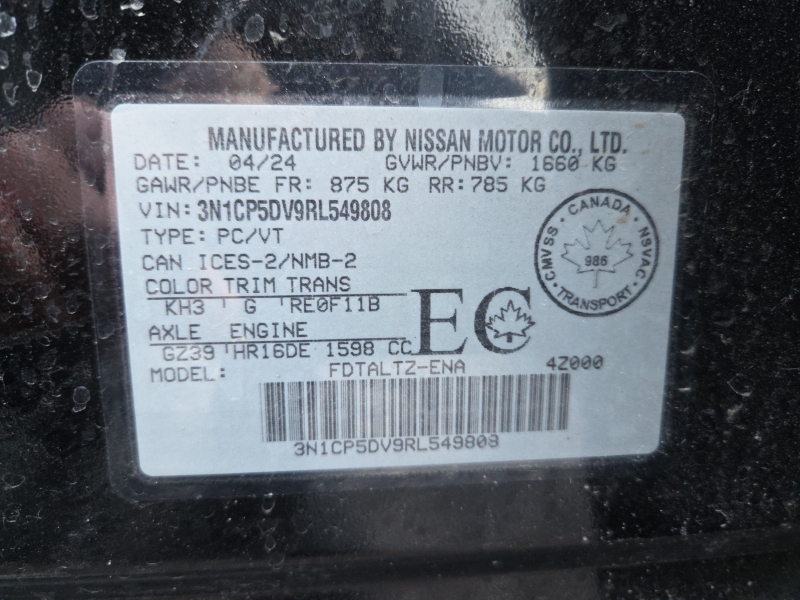 MANUFACTURED BY NISSAN MOTOR CO., LTD.
DATE: 04/24 GVWR/PNBV: 1660 KG
GAWR/PNBE FR: 875 KG RR: 785 KG
VIN: 3N1CP5DV9RL549808
TYPE: PC/VT
CAN ICES-2/NMB-2
COLOR TRIM TRANS
KH3 G RE0F11B
AXLE ENGINE
GZ39 HR16DE 1598 CC
EC
MODEL: FDTALTZ-ENA 4Z000
3N1CP5DV9RL549808
CANADA
CMVSS NSVAC
986
TRANSPORT